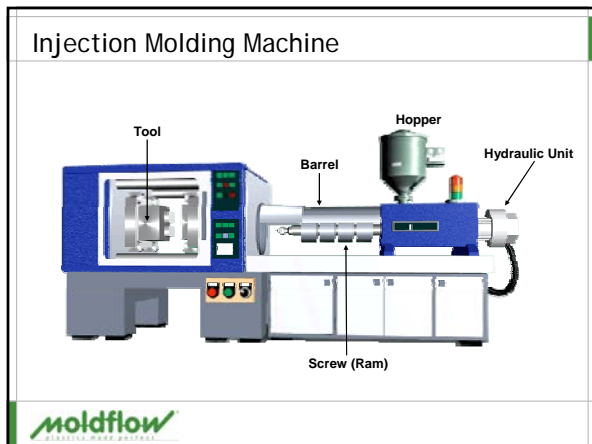 Injection Molding Machine
Hopper
Tool
Hydraulic Unit
Barrel
Screw (Ram)
moldflow
plastics made perfect